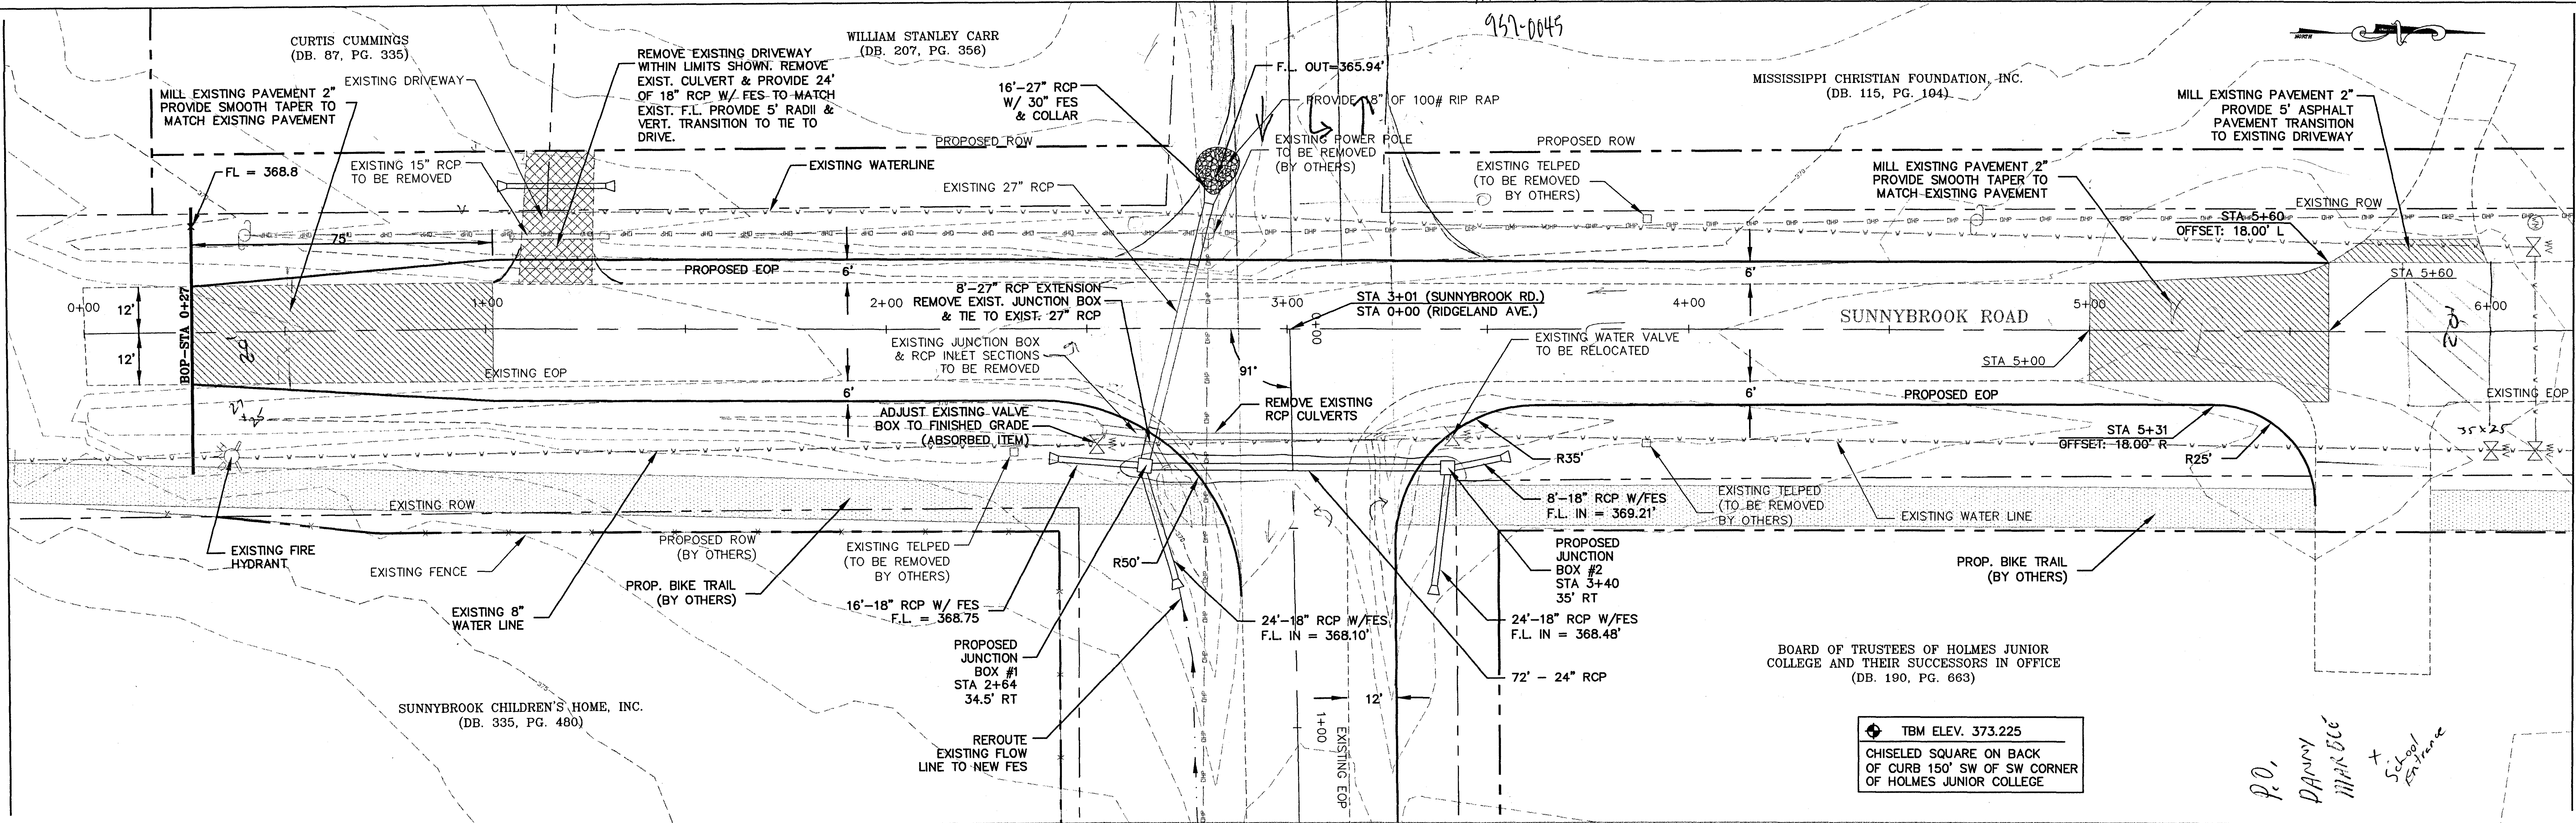 957-0045
NORTH
CURTIS CUMMINGS
(DB. 87, PG. 335)
WILLIAM STANLEY CARR
(DB. 207, PG. 356)
MISSISSIPPI CHRISTIAN FOUNDATION, INC.
(DB. 115, PG. 104)
EXISTING DRIVEWAY
MILL EXISTING PAVEMENT 2"
PROVIDE SMOOTH TAPER TO
MATCH EXISTING PAVEMENT
REMOVE EXISTING DRIVEWAY
WITHIN LIMITS SHOWN. REMOVE
EXIST. CULVERT & PROVIDE 24'
OF 18" RCP W/ FES TO MATCH
EXIST. F.L. PROVIDE 5' RADII &
VERT. TRANSITION TO TIE TO
DRIVE.
16'-27" RCP
W/ 30" FES
& COLLAR
F.L. OUT=365.94'
PROVIDE 18" OF 100# RIP RAP
EXISTING POWER POLE
TO BE REMOVED
(BY OTHERS)
MILL EXISTING PAVEMENT 2"
PROVIDE 5' ASPHALT
PAVEMENT TRANSITION
TO EXISTING DRIVEWAY
PROPOSED ROW
PROPOSED ROW
FL = 368.8
EXISTING 15" RCP
TO BE REMOVED
EXISTING WATERLINE
EXISTING 27" RCP
EXISTING TELPED
(TO BE REMOVED
BY OTHERS)
MILL EXISTING PAVEMENT 2"
PROVIDE SMOOTH TAPER TO
MATCH EXISTING PAVEMENT
EXISTING ROW
STA 5+60
OFFSET: 18.00' L
75'
PROPOSED EOP
6'
6'
STA 5+60
0+00
12'
12'
BOP-STA 0+27
1+00
2+00
3+00
4+00
5+00
6+00
8'-27" RCP EXTENSION
REMOVE EXIST. JUNCTION BOX
& TIE TO EXIST. 27" RCP
STA 3+01 (SUNNYBROOK RD.)
STA 0+00 (RIDGELAND AVE.)
0+00
SUNNYBROOK ROAD
EXISTING JUNCTION BOX
& RCP INLET SECTIONS
TO BE REMOVED
EXISTING WATER VALVE
TO BE RELOCATED
STA 5+00
EXISTING EOP
91°
6'
6'
PROPOSED EOP
EXISTING EOP
ADJUST EXISTING VALVE
BOX TO FINISHED GRADE
(ABSORBED ITEM)
REMOVE EXISTING
RCP CULVERTS
STA 5+31
OFFSET: 18.00' R
35x25
R35'
R25'
EXISTING ROW
8'-18" RCP W/FES
F.L. IN = 369.21'
EXISTING TELPED
(TO BE REMOVED
BY OTHERS)
EXISTING WATER LINE
EXISTING FIRE
HYDRANT
EXISTING FENCE
PROPOSED ROW
(BY OTHERS)
EXISTING TELPED
(TO BE REMOVED
BY OTHERS)
R50'
PROPOSED
JUNCTION
BOX #2
STA 3+40
35' RT
PROP. BIKE TRAIL
(BY OTHERS)
PROP. BIKE TRAIL
(BY OTHERS)
EXISTING 8"
WATER LINE
16'-18" RCP W/ FES
F.L. = 368.75
24'-18" RCP W/FES
F.L. IN = 368.10'
24'-18" RCP W/FES
F.L. IN = 368.48'
PROPOSED
JUNCTION
BOX #1
STA 2+64
34.5' RT
72' - 24" RCP
BOARD OF TRUSTEES OF HOLMES JUNIOR
COLLEGE AND THEIR SUCCESSORS IN OFFICE
(DB. 190, PG. 663)
12'
SUNNYBROOK CHILDREN'S HOME, INC.
(DB. 335, PG. 480)
REROUTE
EXISTING FLOW
LINE TO NEW FES
1+00
EXISTING EOP
TBM ELEV. 373.225
CHISELED SQUARE ON BACK
OF CURB 150' SW OF SW CORNER
OF HOLMES JUNIOR COLLEGE
P.O.
DANNY
+
School
Entrance